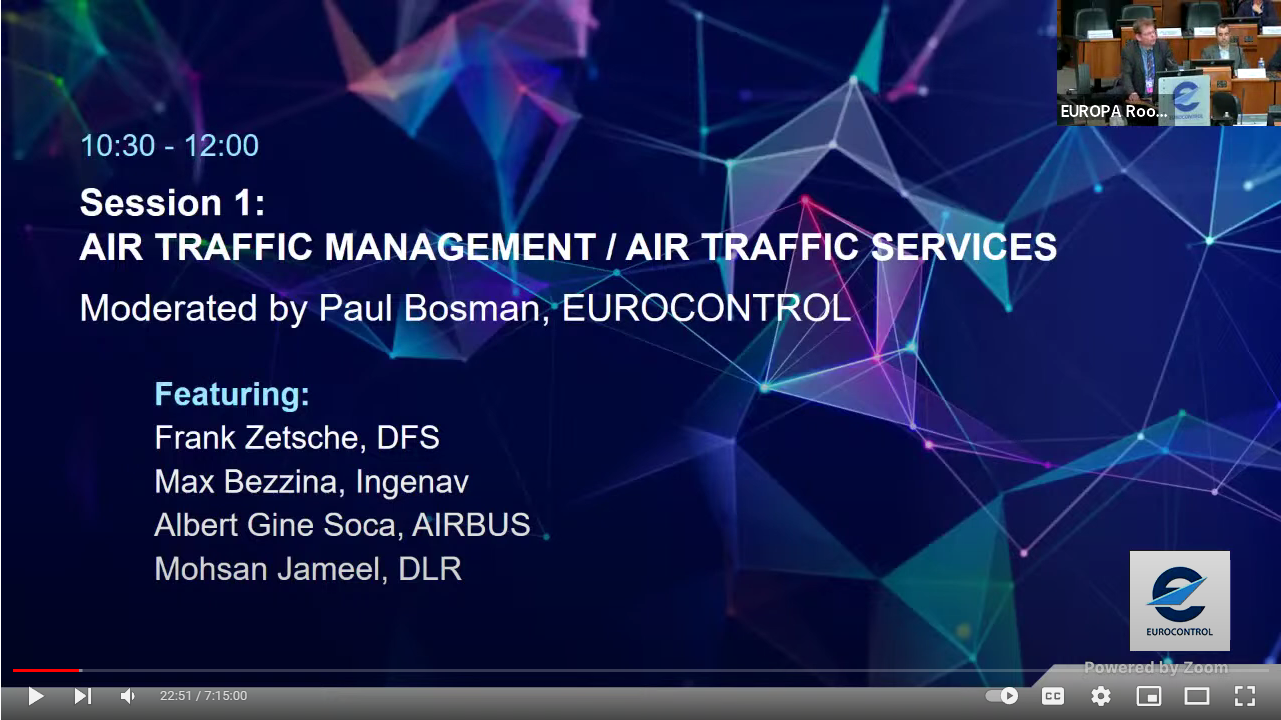 EUROPA Roo...
10:30 - 12:00
Session 1:
AIR TRAFFIC MANAGEMENT / AIR TRAFFIC SERVICES
Moderated by Paul Bosman, EUROCONTROL
Featuring:
Frank Zetsche, DFS
Max Bezzina, Ingenav
Albert Gine Soca, AIRBUS
Mohsan Jameel, DLR
EUROCONTROL
Powered by Zoom
22:51 / 7:15:00
CC